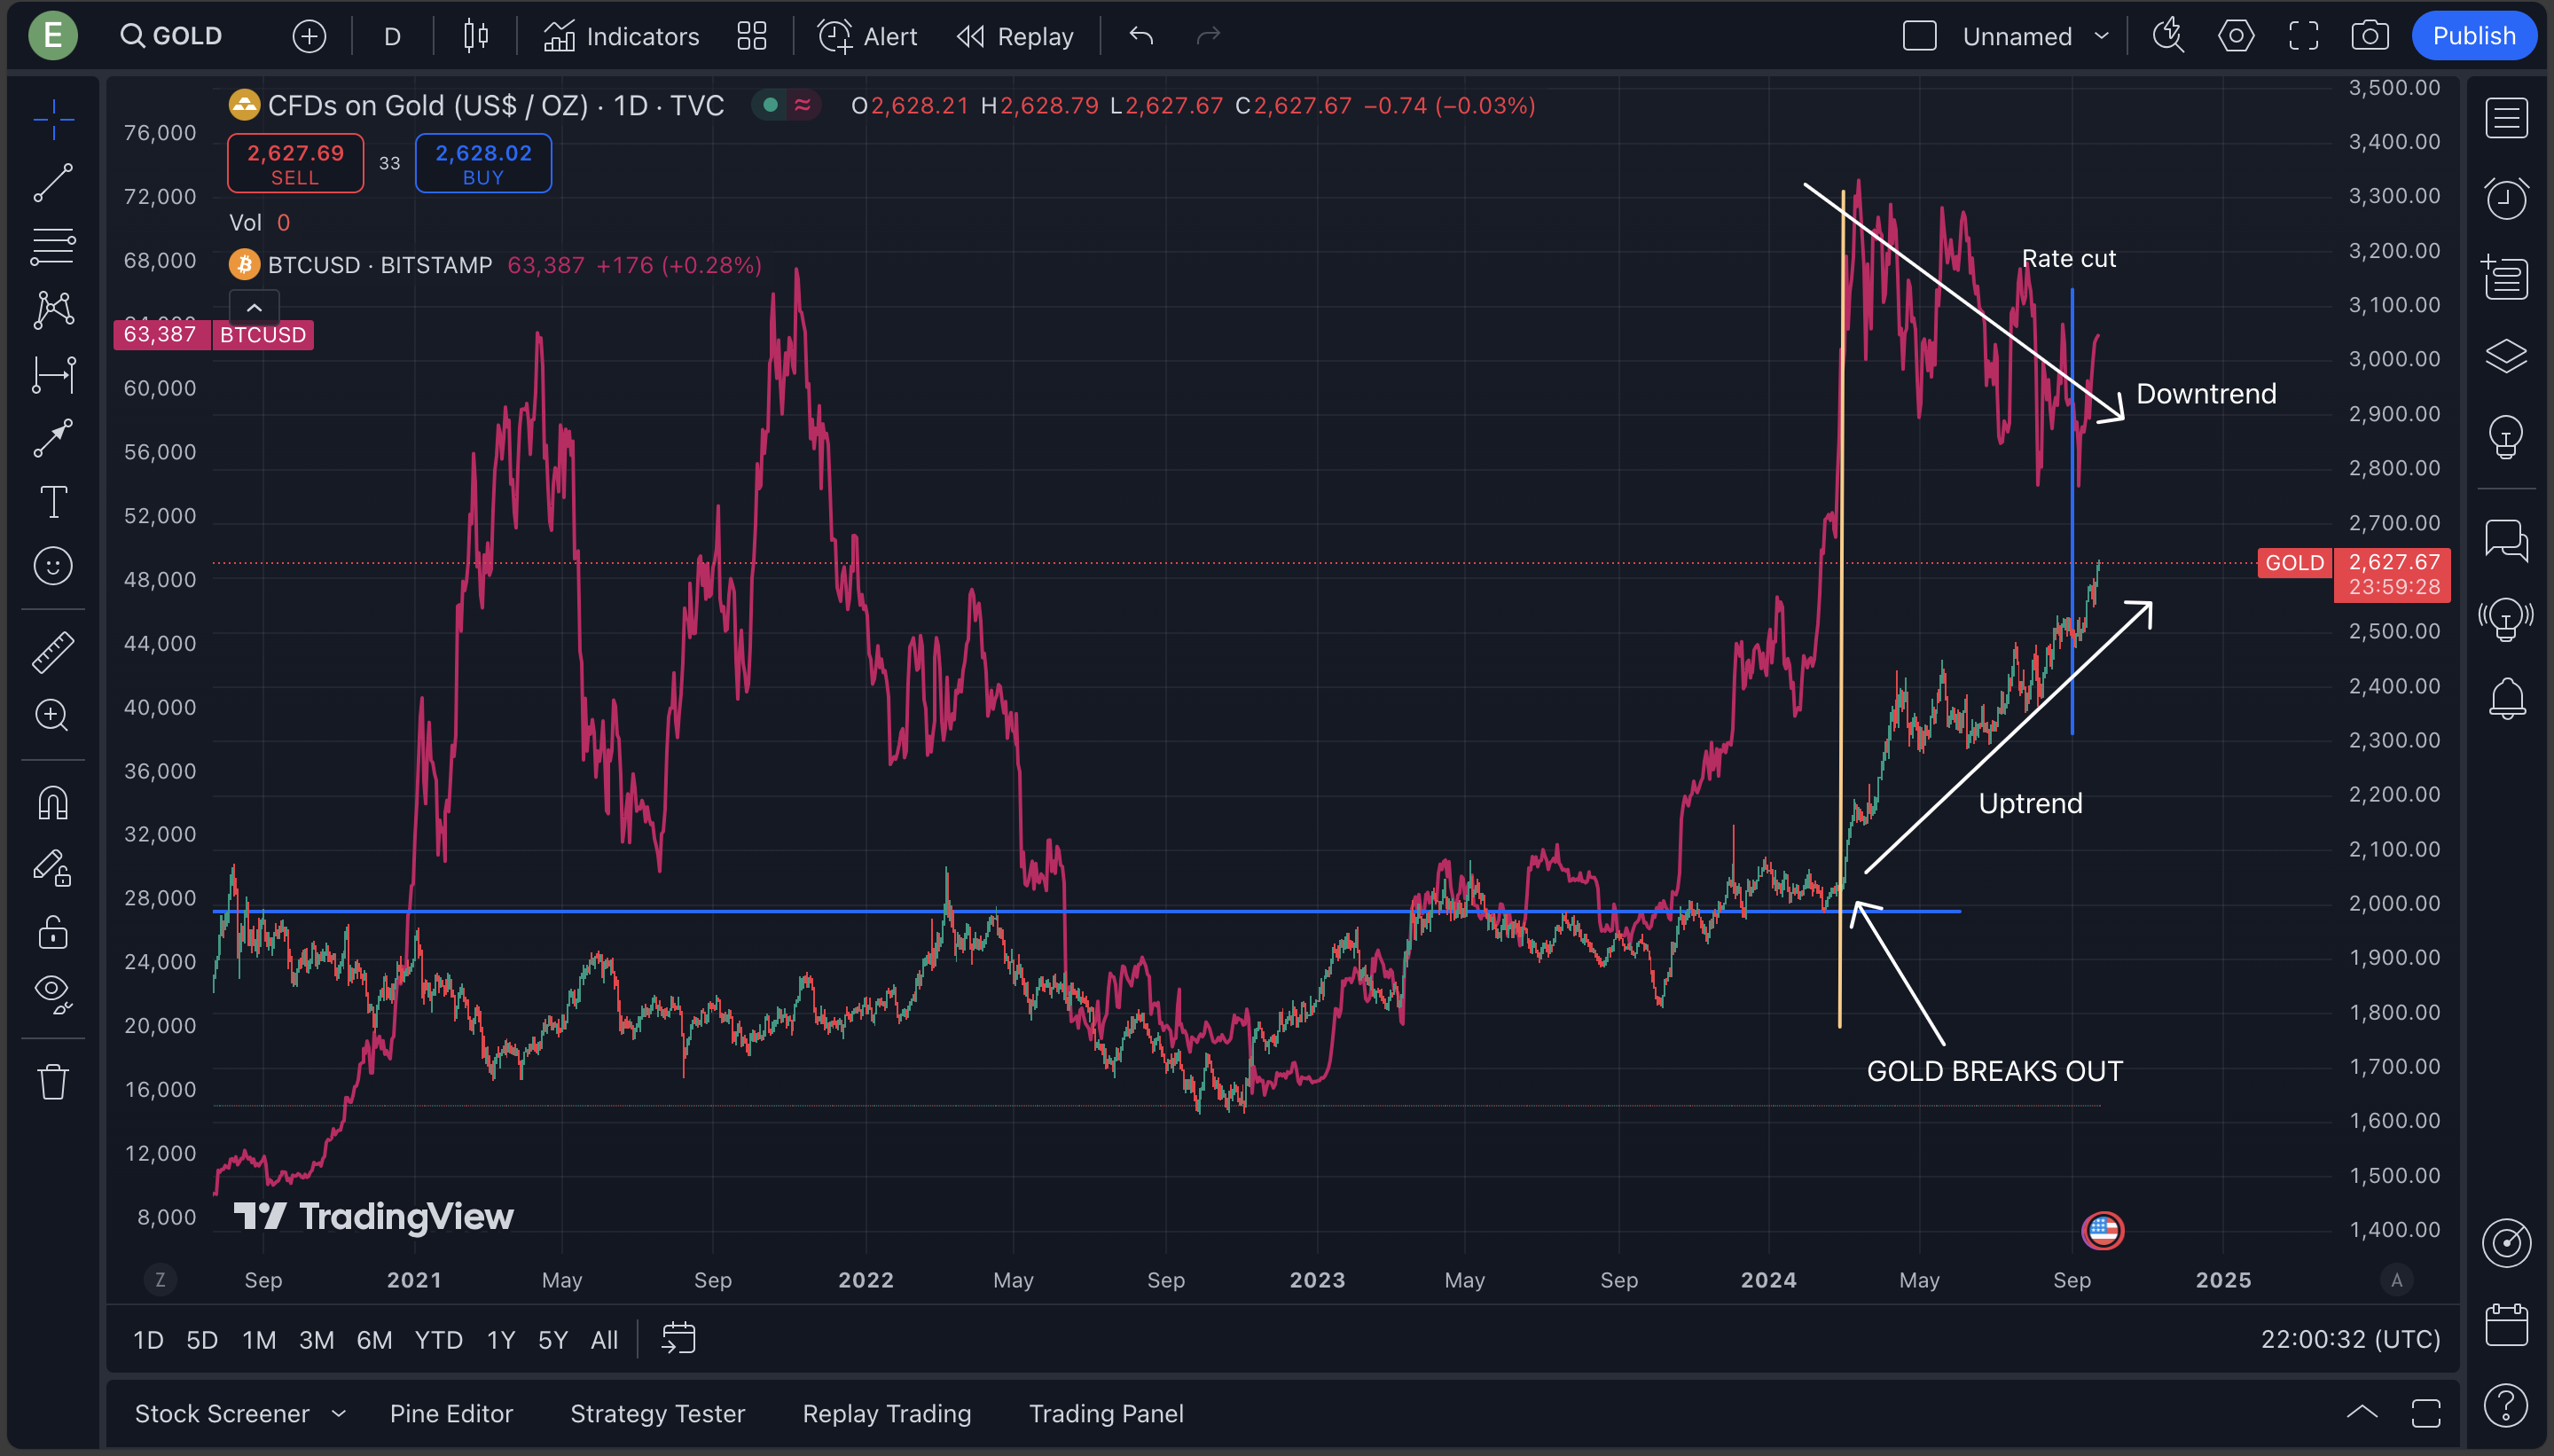 E
GOLD
D
Indicators
Alert
Replay
Unnamed
Publish
CFDs on Gold (US$ / OZ) · 1D · TVC
O2,628.21 H2,628.79 L2,627.67 C2,627.67 −0.74 (−0.03%)
2,627.69
SELL
33
2,628.02
BUY
Vol 0
BTCUSD · BITSTAMP 63,387 +176 (+0.28%)
76,000
72,000
68,000
63,387 BTCUSD
60,000
56,000
52,000
48,000
44,000
40,000
36,000
32,000
28,000
24,000
20,000
16,000
12,000
8,000
Rate cut
Downtrend
Uptrend
GOLD BREAKS OUT
3,500.00
3,400.00
3,300.00
3,200.00
3,100.00
3,000.00
2,900.00
2,800.00
2,700.00
GOLD 2,627.67
23:59:28
2,500.00
2,400.00
2,300.00
2,200.00
2,100.00
2,000.00
1,900.00
1,800.00
1,700.00
1,600.00
1,500.00
1,400.00
TradingView
Z Sep 2021 May Sep 2022 May Sep 2023 May Sep 2024 May Sep 2025 A
1D 5D 1M 3M 6M YTD 1Y 5Y All
22:00:32 (UTC)
Stock Screener Pine Editor Strategy Tester Replay Trading Trading Panel